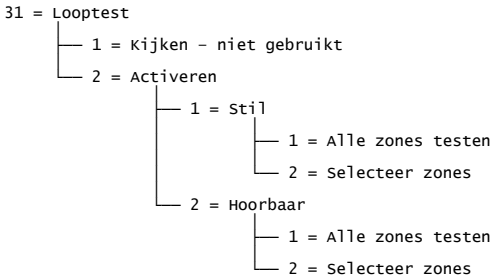 31 = Looptest
1 = Kijken – niet gebruikt
2 = Activeren
1 = Stil
1 = Alle zones testen
2 = Selecteer zones
2 = Hoorbaar
1 = Alle zones testen
2 = Selecteer zones